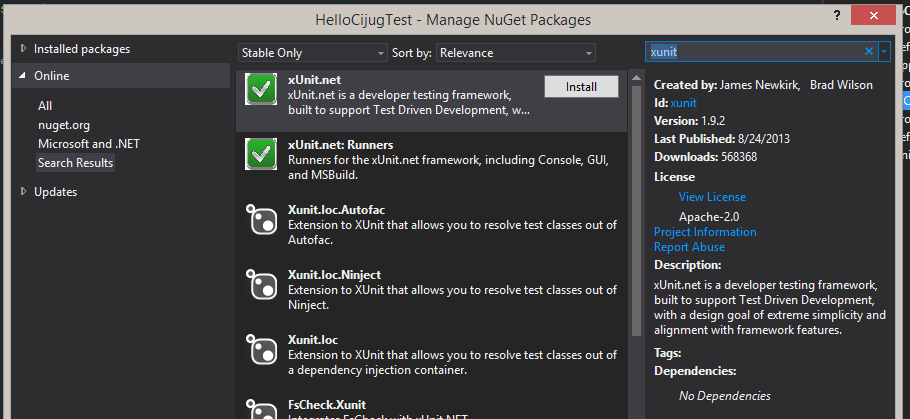 HelloCijugTest - Manage NuGet Packages
?
Installed packages
Online
All
nuget.org
Microsoft and .NET
Search Results
Updates
Stable Only
Sort by: Relevance
xUnit.net
xUnit.net is a developer testing framework,
built to support Test Driven Development, w...
Install
xUnit.net: Runners
Runners for the xUnit.net framework, including Console, GUI,
and MSBuild.
Xunit.Ioc.Autofac
Extension to XUnit that allows you to resolve test classes out of
Autofac.
Xunit.Ioc.Ninject
Extension to XUnit that allows you to resolve test classes out of
Ninject.
Xunit.Ioc
Extension to XUnit that allows you to resolve test classes out of
a dependency injection container.
FsCheck.Xunit
Integrates FsCheck with xUnit.NET
xunit
Created by: James Newkirk, Brad Wilson
Id: xunit
Version: 1.9.2
Last Published: 8/24/2013
Downloads: 568368
License
View License
Apache-2.0
Project Information
Report Abuse
Description:
xUnit.net is a developer testing framework,
built to support Test Driven Development,
with a design goal of extreme simplicity and
alignment with framework features.
Tags:
Dependencies:
No Dependencies